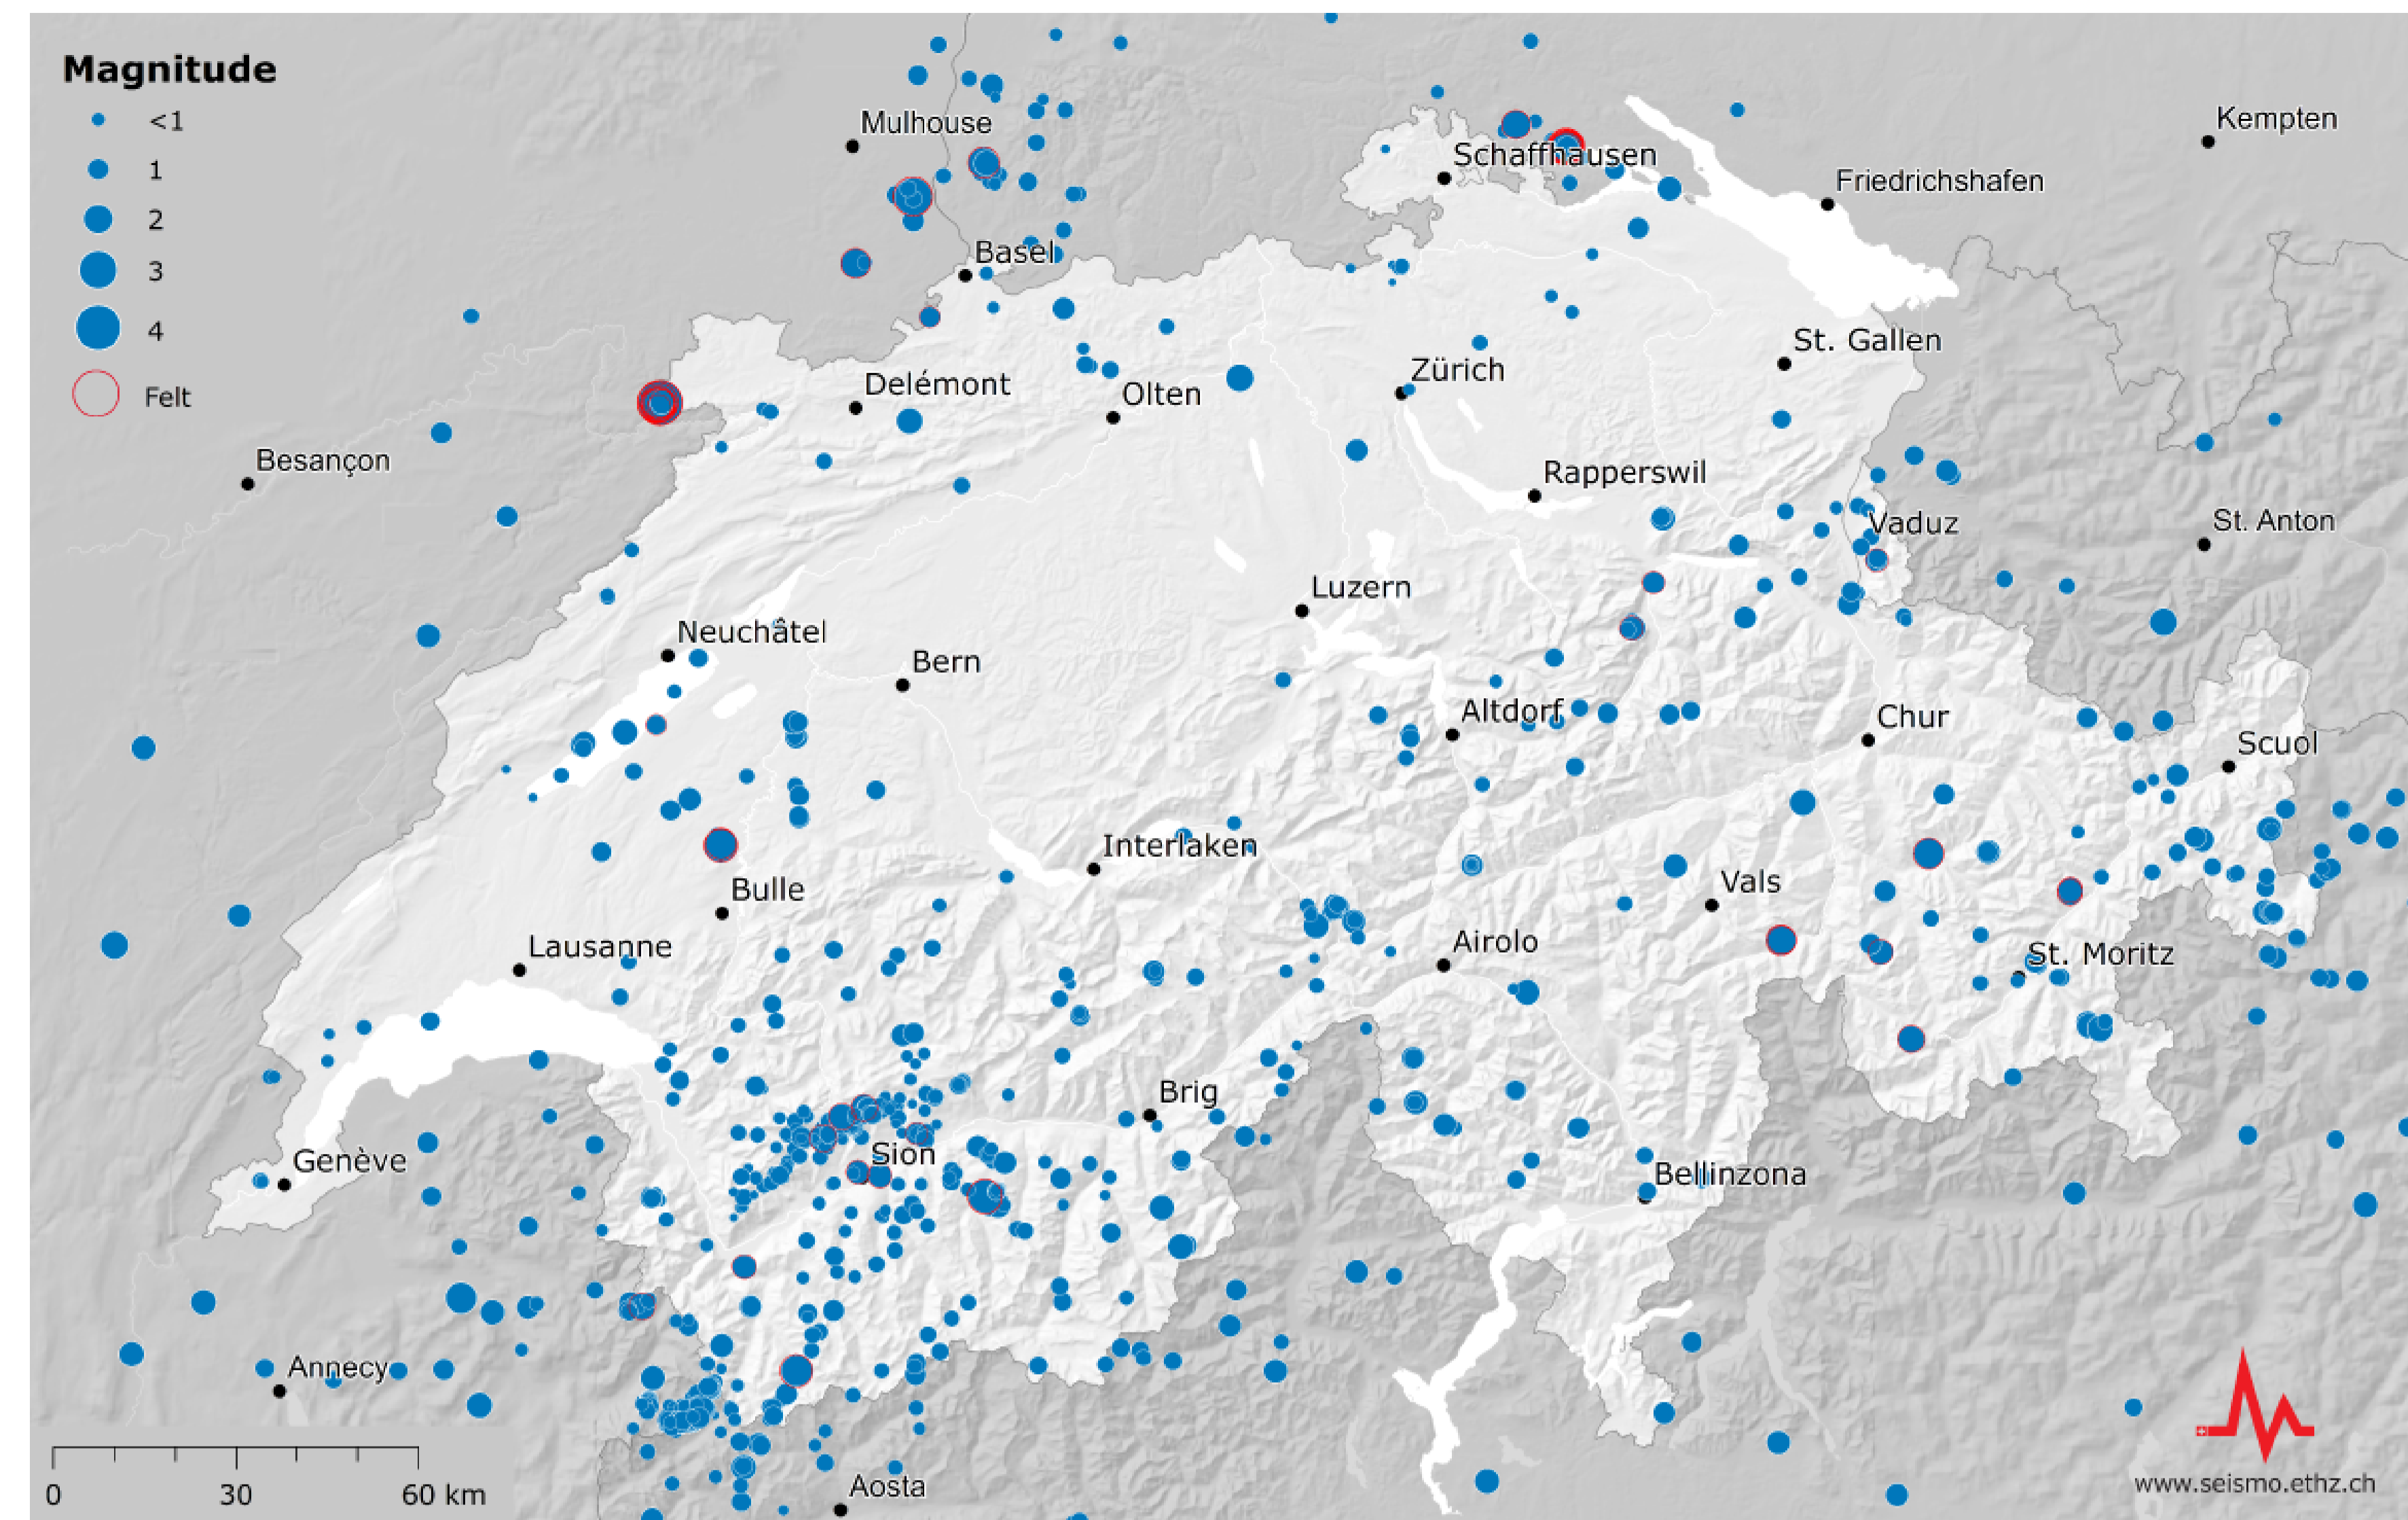 Magnitude
<1
1
2
3
4
Felt
Mulhouse
Kempten
Schaffhausen
Friedrichshafen
Basel
St. Gallen
Zürich
Delémont
Olten
Besançon
Rapperswil
Vaduz
St. Anton
Luzern
Neuchâtel
Bern
Altdorf
Chur
Scuol
Interlaken
Bulle
Vals
Lausanne
Airolo
St. Moritz
Brig
Sion
Genève
Bellinzona
Annecy
Aosta
0 30 60 km
www.seismo.ethz.ch